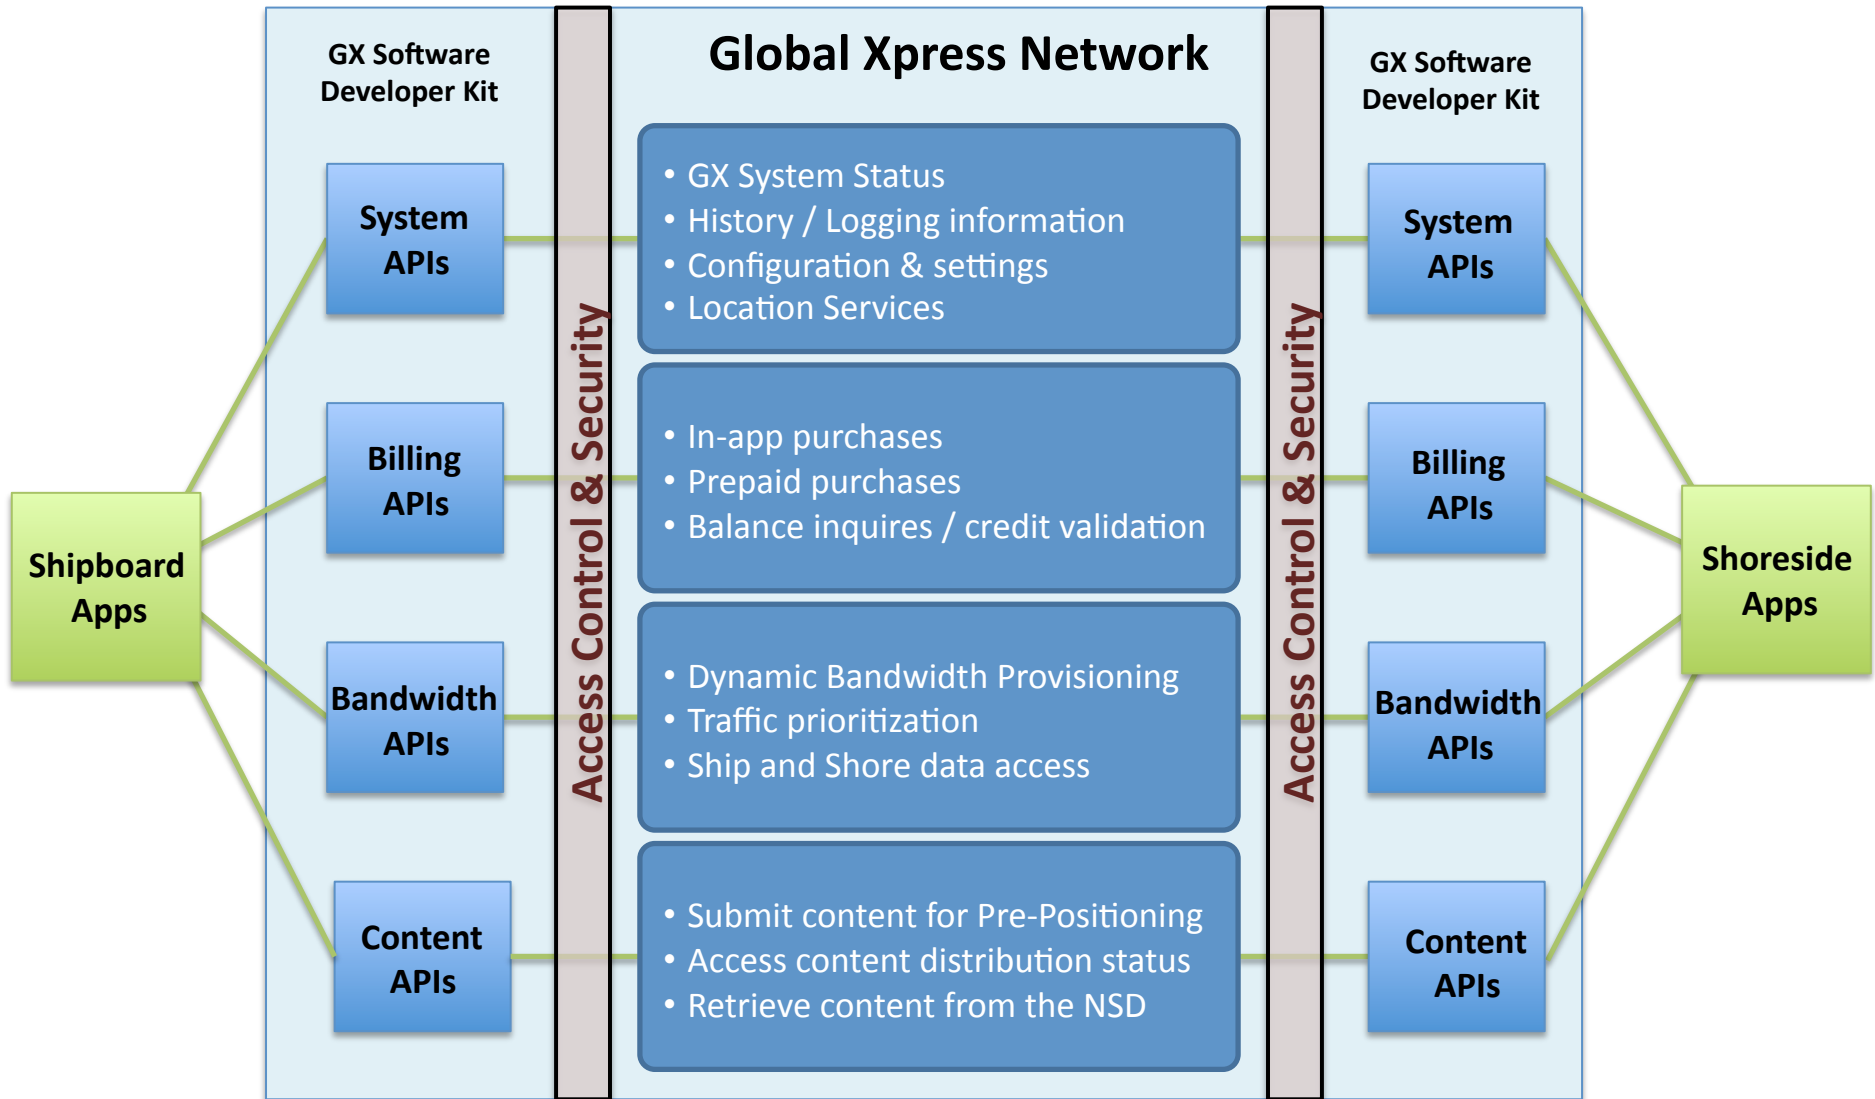 Global Xpress Network
GX Software
Developer Kit
GX Software
Developer Kit
Shipboard
Apps
System
APIs
Billing
APIs
Bandwidth
APIs
Content
APIs
Access Control & Security
• GX System Status
• History / Logging information
• Configuration & settings
• Location Services
• In-app purchases
• Prepaid purchases
• Balance inquires / credit validation
• Dynamic Bandwidth Provisioning
• Traffic prioritization
• Ship and Shore data access
• Submit content for Pre-Positioning
• Access content distribution status
• Retrieve content from the NSD
Access Control & Security
System
APIs
Billing
APIs
Bandwidth
APIs
Content
APIs
Shoreside
Apps